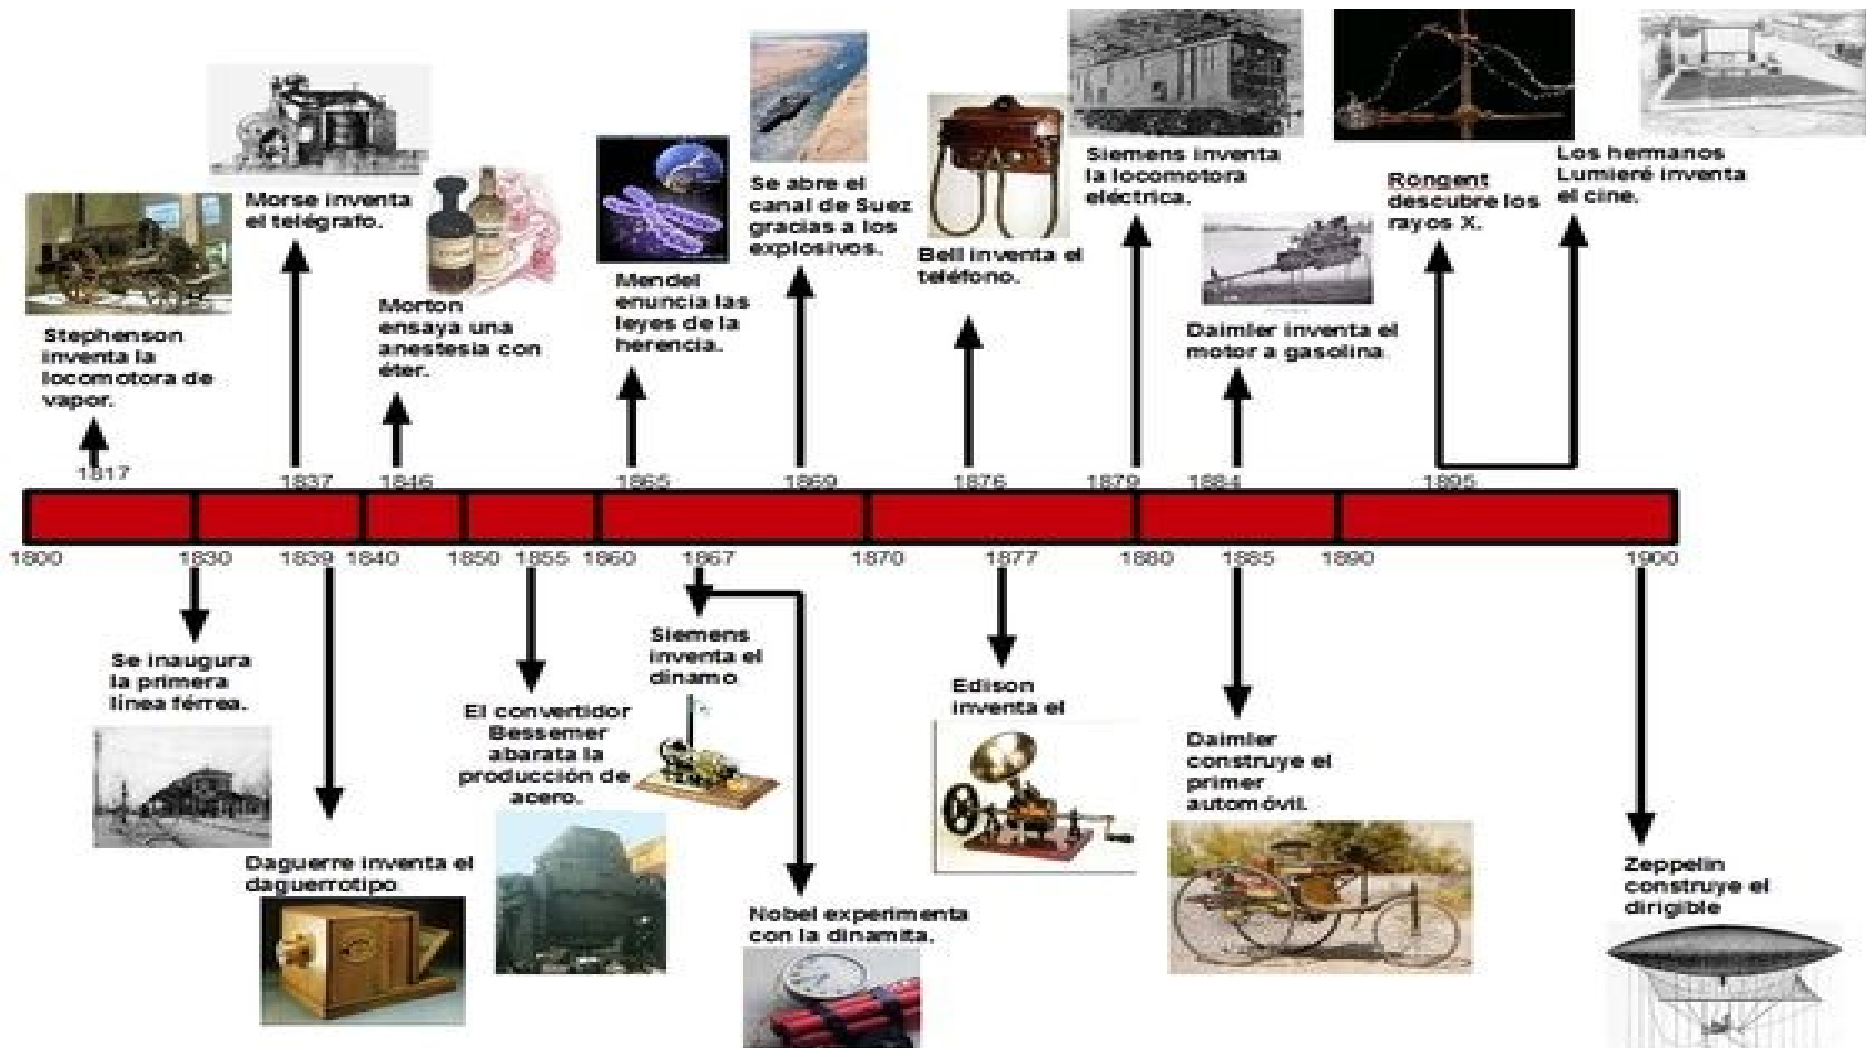 Stephenson
inventa la
locomotora de
vapor.
Morse inventa
el telégrafo.
Morton
ensaya una
anestesia con
éter.
Mendel
enuncia las
leyes de la
herencia.
Se abre el
canal de Suez
gracias a los
explosivos.
Bell inventa el
teléfono.
Siemens inventa
la locomotora
eléctrica.
Daimler inventa el
motor a gasolina
Röngent
descubre los
rayos X.
Los hermanos
Lumieré inventa
el cine.
1817
1837
1846
1865
1869
1876
1879
1884
1895
1800
1830
1839
1840
1850
1855
1860
1867
1870
1877
1880
1885
1890
1900
Se inaugura
la primera
línea férrea.
Daguerre inventa el
daguerrotipo
El convertidor
Bessemer
abarata la
producción de
acero.
Siemens
inventa el
dínamo
Nobel experimenta
con la dinamita.
Edison
inventa el
Daimler
construye el
primer
automóvil.
Zeppelin
construye el
dirigible